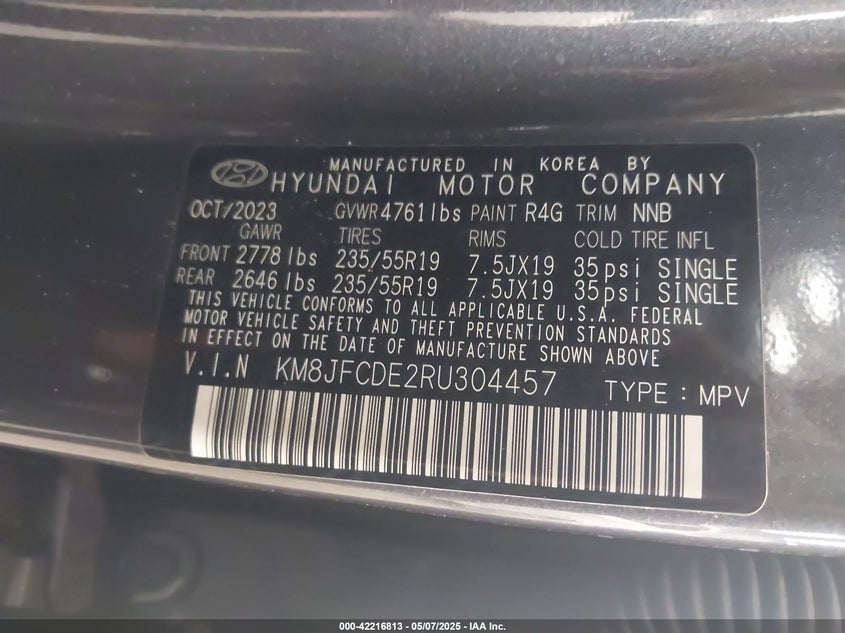 MANUFACTURED IN KOREA BY
HYUNDAI MOTOR COMPANY
OCT/2023 GVWR 4761 lbs PAINT R4G TRIM NNB
GAWR TIRES RIMS COLD TIRE INFL
FRONT 2778 lbs 235/55R19 7.5JX19 35 psi SINGLE
REAR 2646 lbs 235/55R19 7.5JX19 35 psi SINGLE
THIS VEHICLE CONFORMS TO ALL APPLICABLE U.S.A. FEDERAL
MOTOR VEHICLE SAFETY AND THEFT PREVENTION STANDARDS
IN EFFECT ON THE DATE OF MANUFACTURE SHOWN ABOVE
V.I.N KM8JFCDE2RU304457 TYPE : MPV
000-42216813 - 05/07/2025 - IAA Inc.